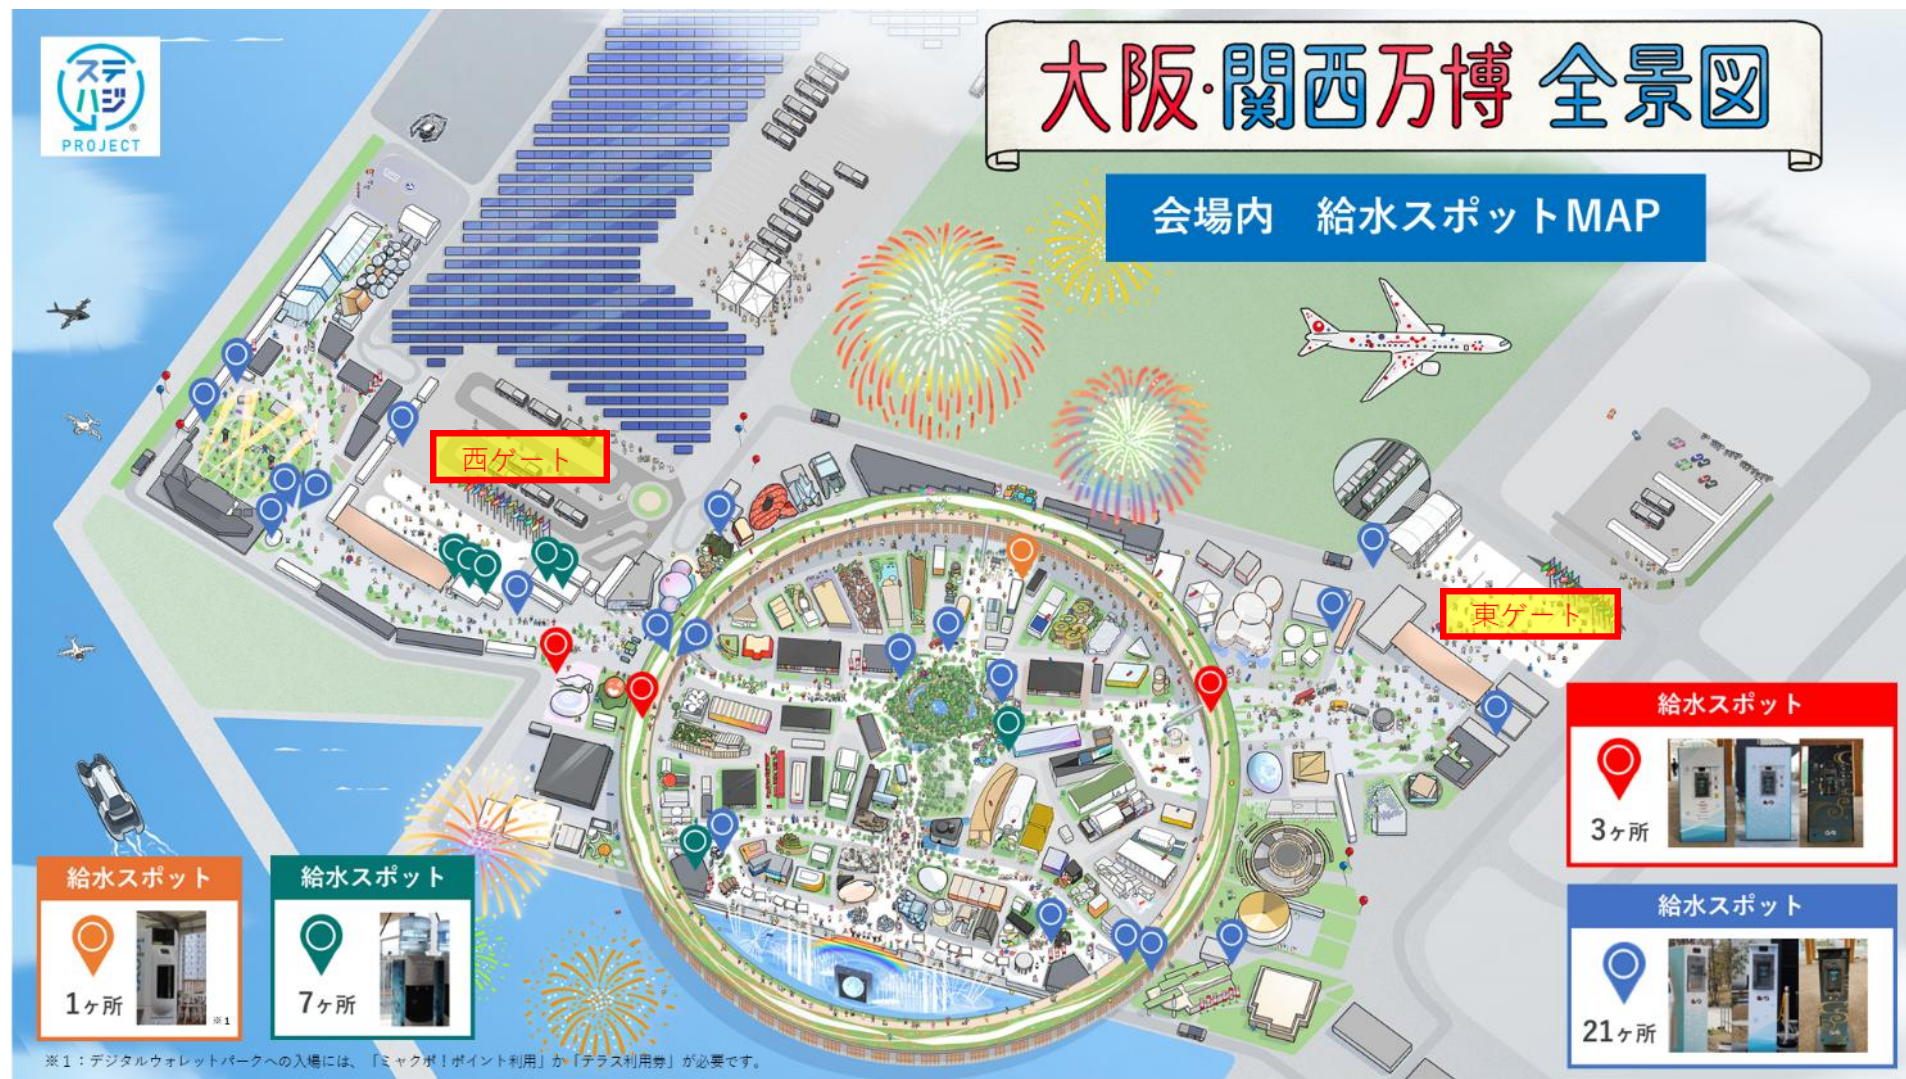 ステ
ハジ
®
PROJECT
大阪・関西万博 全景図
会場内 給水スポットMAP
西ゲート
東ゲート
給水スポット
3ヶ所
給水スポット
21ヶ所
給水スポット
1ヶ所
※1
給水スポット
7ヶ所
※1：デジタルウォレットパークへの入場には、「ミャクポ！ポイント利用」か「テラス利用券」が必要です。